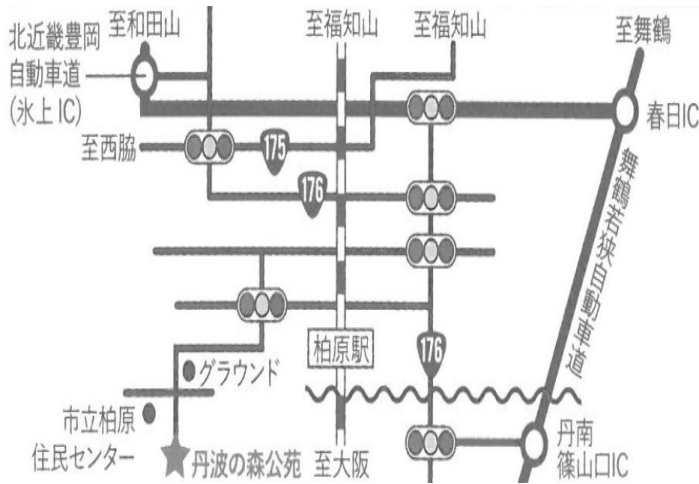 北近畿豊岡
自動車道
(氷上IC)
至和田山
至福知山
至福知山
至舞鶴
春日IC
至西脇
175
176
舞鶴若狭自動車道
柏原駅
176
グラウンド
市立柏原
住民センター
丹波の森公苑
至大阪
丹南
篠山口IC